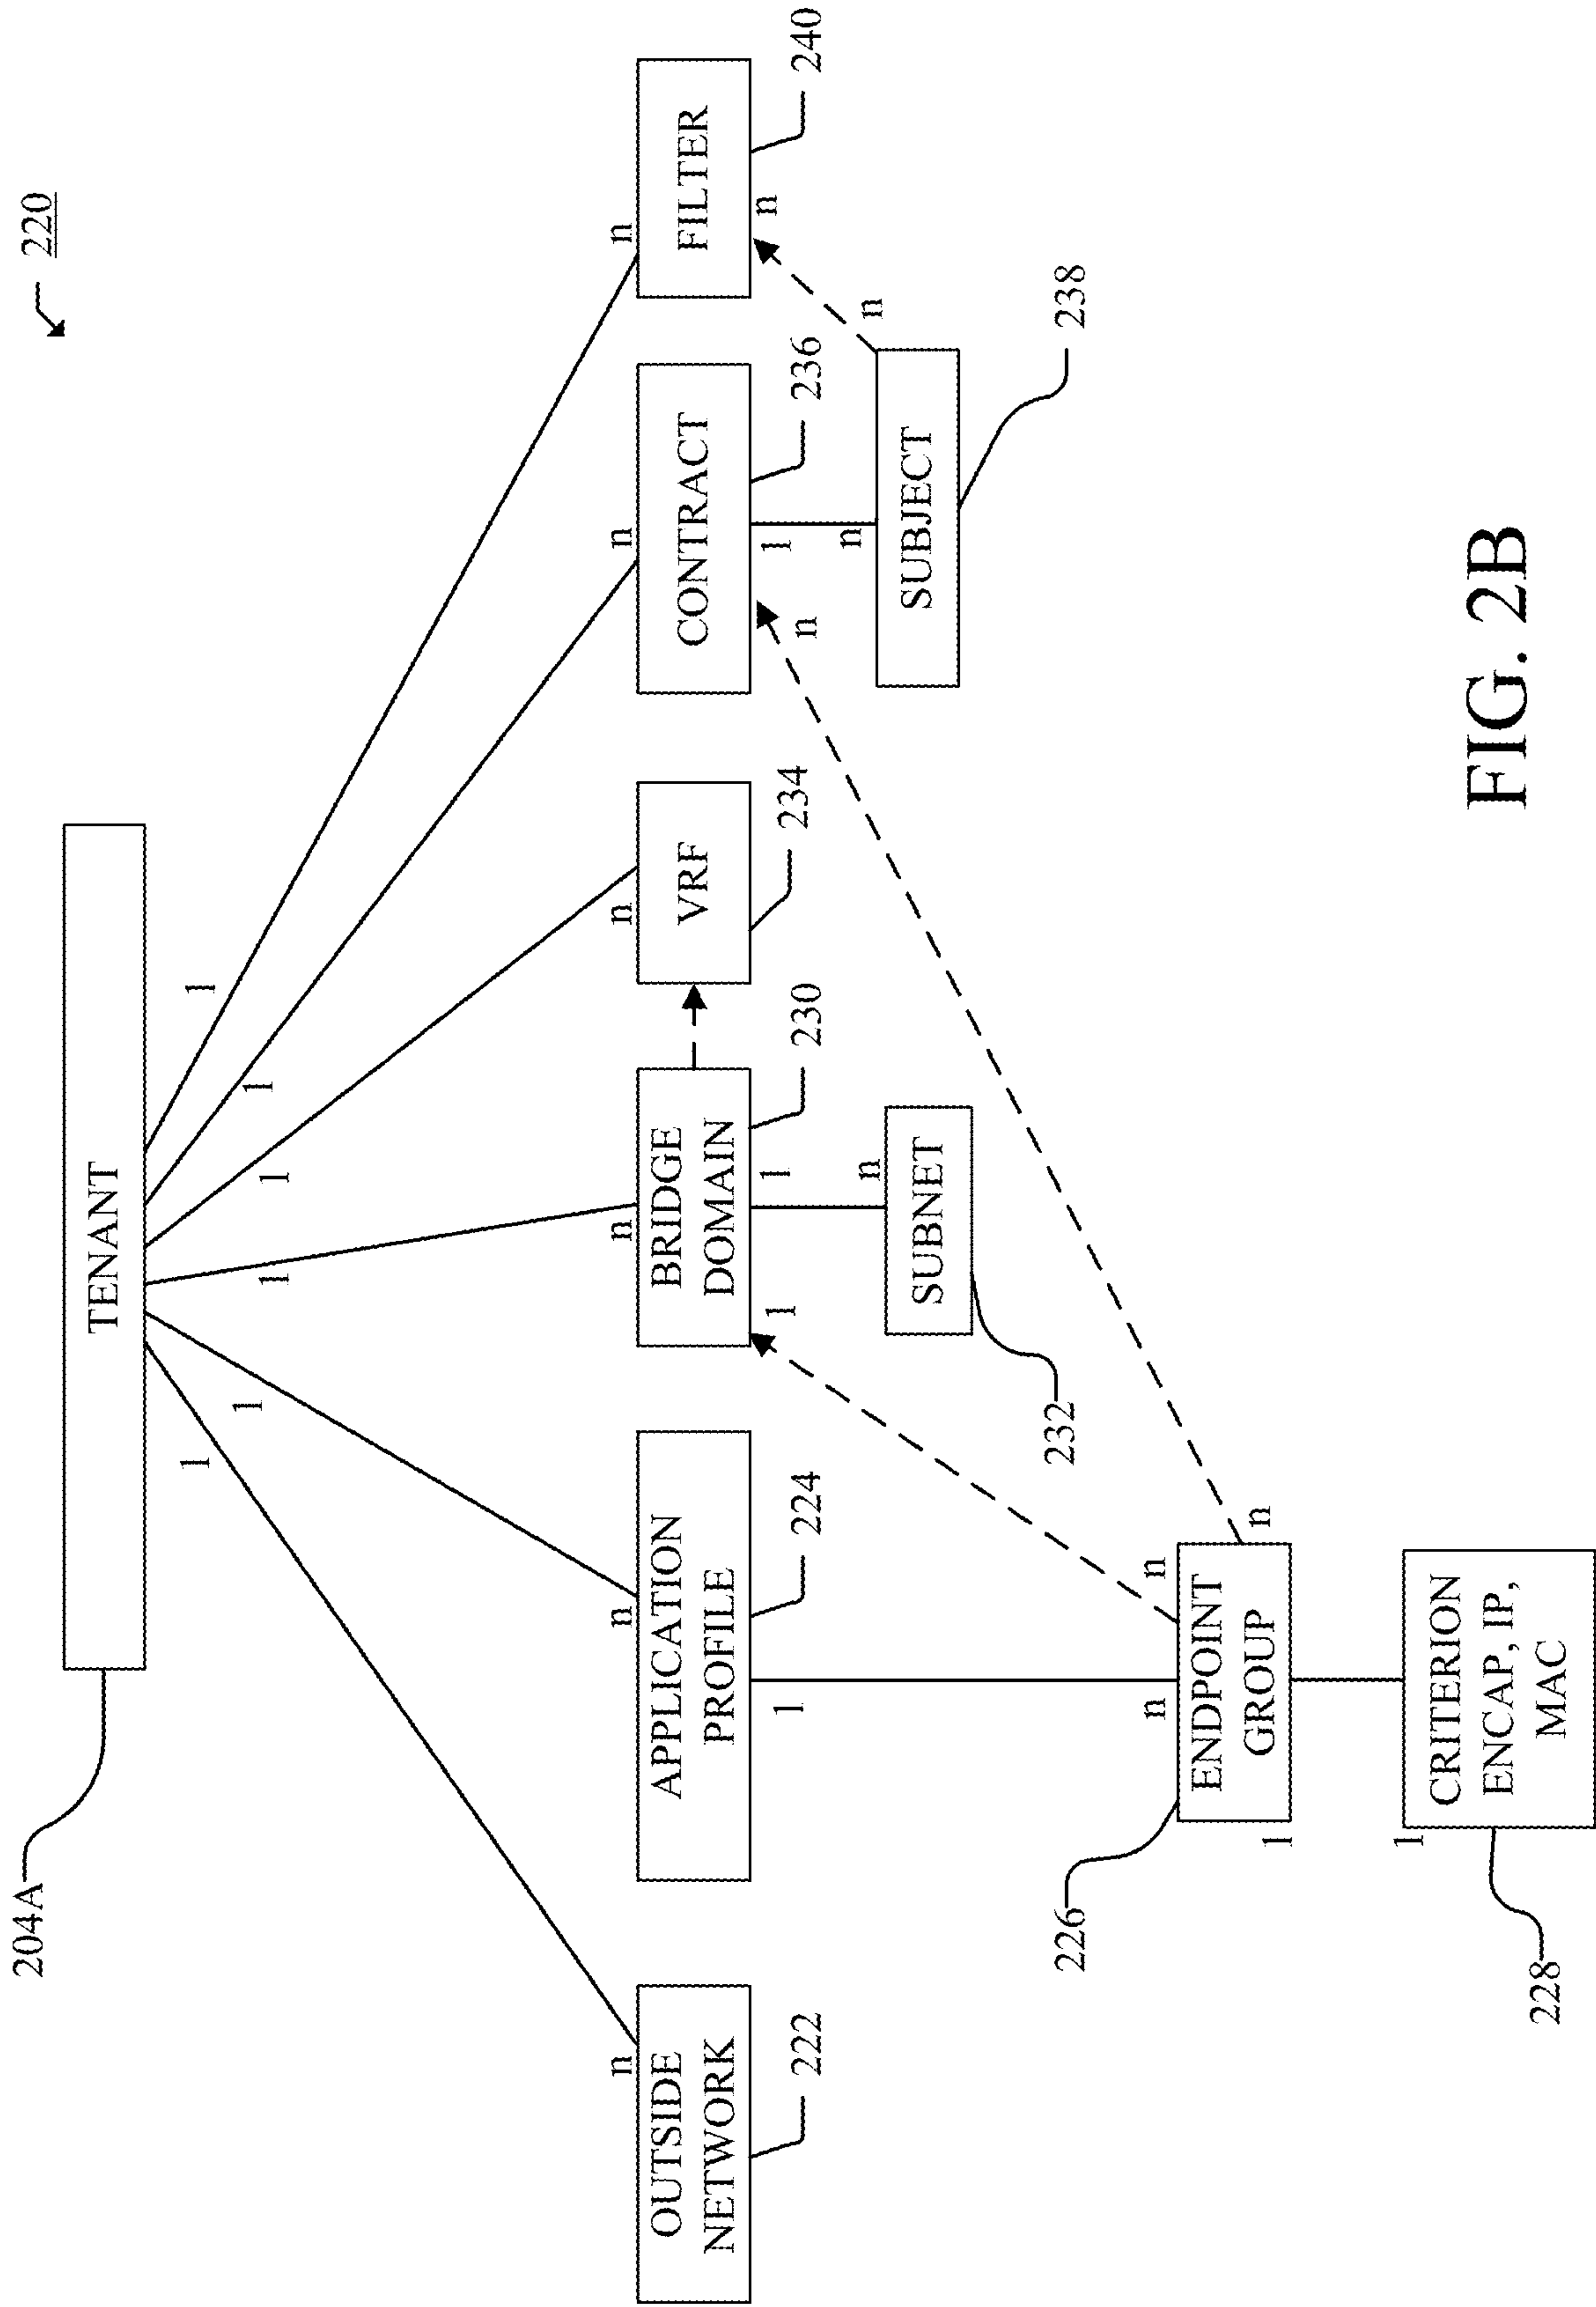 220
204A
TENANT
1
1
1
1
1
1
n
n
n
n
n
n
OUTSIDE
NETWORK
222
APPLICATION
PROFILE
224
BRIDGE
DOMAIN
230
VRF
234
CONTRACT
236
FILTER
240
1
1
1
1
n
n
n
n
n
SUBNET
232
SUBJECT
238
n
n
n
ENDPOINT
GROUP
226
1
1
CRITERION
ENCAP, IP,
MAC
228
FIG. 2B